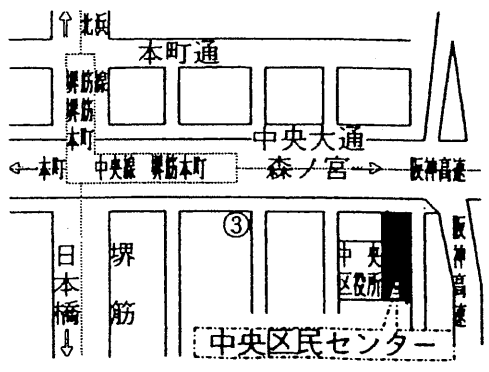 北浜
本町通
堺筋線
堺筋
本町
中央大通
本町
中央線 堺筋本町
森ノ宮
阪神高速
③
日本橋
堺筋
中央
区役所
阪神高速
中央区民センター